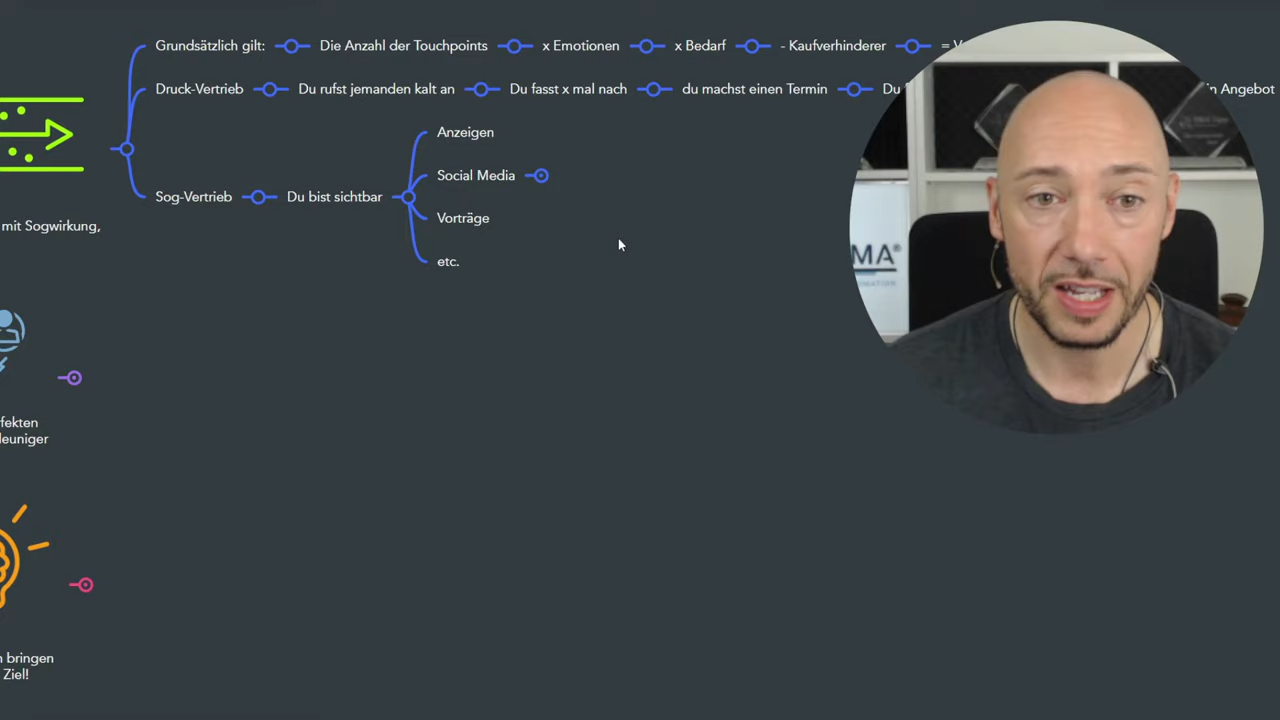 Grundsätzlich gilt: Die Anzahl der Touchpoints x Emotionen x Bedarf - Kaufverhinderer =
Druck-Vertrieb Du rufst jemanden kalt an Du fasst x mal nach du machst einen Termin Du Angebot
Anzeigen
Social Media
Sog-Vertrieb Du bist sichtbar
Vorträge
etc.
mit Sogwirkung,
bringen
Ziel!